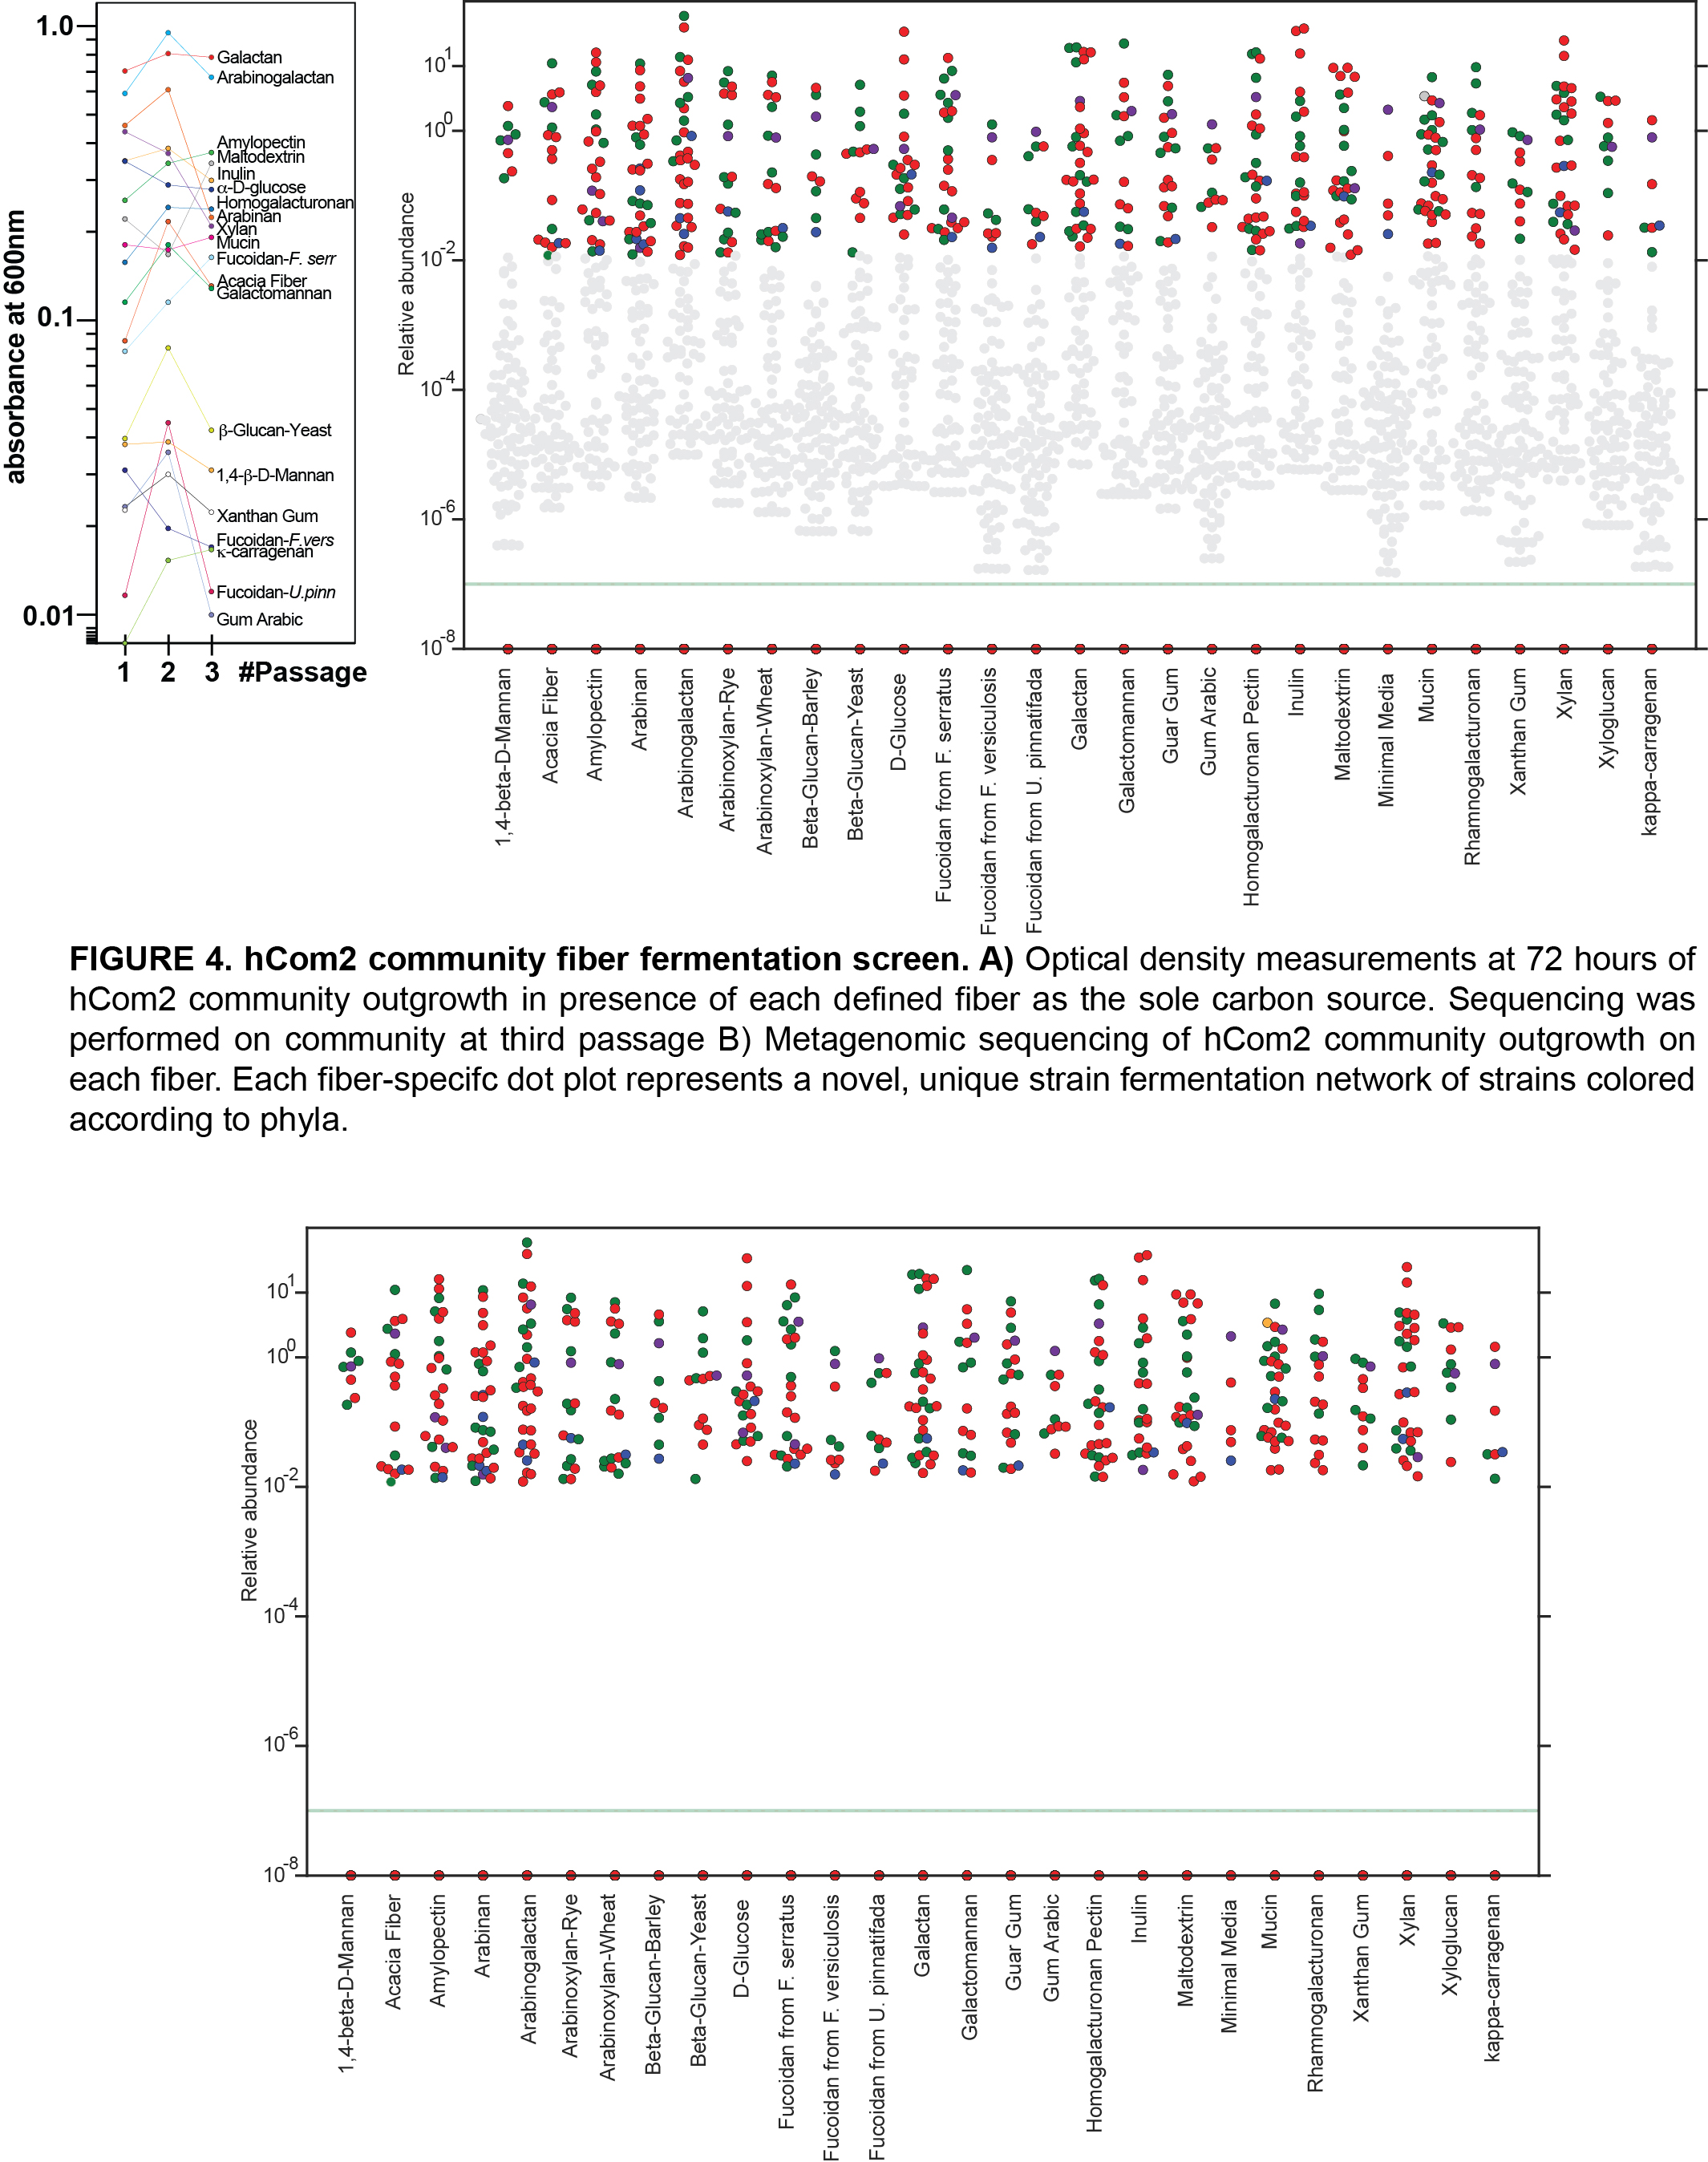 absorbance at 600nm
1.0
0.1
0.01
Galactan
Arabinogalactan
Amylopectin
Maltodextrin
Inulin
α-D-glucose
Homogalacturonan
Arabinan
Xylan
Mucin
Fucoidan-F. serr
Acacia Fiber
Galactomannan
β-Glucan-Yeast
1,4-β-D-Mannan
Xanthan Gum
Fucoidan-F.vers
κ-carragenan
Fucoidan-U.pinn
Gum Arabic
1 2 3 #Passage
Relative abundance
10^1
10^0
10^-2
10^-4
10^-6
10^-8
1,4-beta-D-Mannan
Acacia Fiber
Amylopectin
Arabinan
Arabinogalactan
Arabinoxylan-Rye
Arabinoxylan-Wheat
Beta-Glucan-Barley
Beta-Glucan-Yeast
D-Glucose
Fucoidan from F. serratus
Fucoidan from F. versiculosis
Fucoidan from U. pinnatifada
Galactan
Galactomannan
Guar Gum
Gum Arabic
Homogalacturonan Pectin
Inulin
Maltodextrin
Minimal Media
Mucin
Rhamnogalacturonan
Xanthan Gum
Xylan
Xyloglucan
kappa-carragenan
FIGURE 4. hCom2 community fiber fermentation screen. A) Optical density measurements at 72 hours of
hCom2 community outgrowth in presence of each defined fiber as the sole carbon source. Sequencing was
performed on community at third passage B) Metagenomic sequencing of hCom2 community outgrowth on
each fiber. Each fiber-specifc dot plot represents a novel, unique strain fermentation network of strains colored
according to phyla.
Relative abundance
10^1
10^0
10^-2
10^-4
10^-6
10^-8
1,4-beta-D-Mannan
Acacia Fiber
Amylopectin
Arabinan
Arabinogalactan
Arabinoxylan-Rye
Arabinoxylan-Wheat
Beta-Glucan-Barley
Beta-Glucan-Yeast
D-Glucose
Fucoidan from F. serratus
Fucoidan from F. versiculosis
Fucoidan from U. pinnatifada
Galactan
Galactomannan
Guar Gum
Gum Arabic
Homogalacturonan Pectin
Inulin
Maltodextrin
Minimal Media
Mucin
Rhamnogalacturonan
Xanthan Gum
Xylan
Xyloglucan
kappa-carragenan